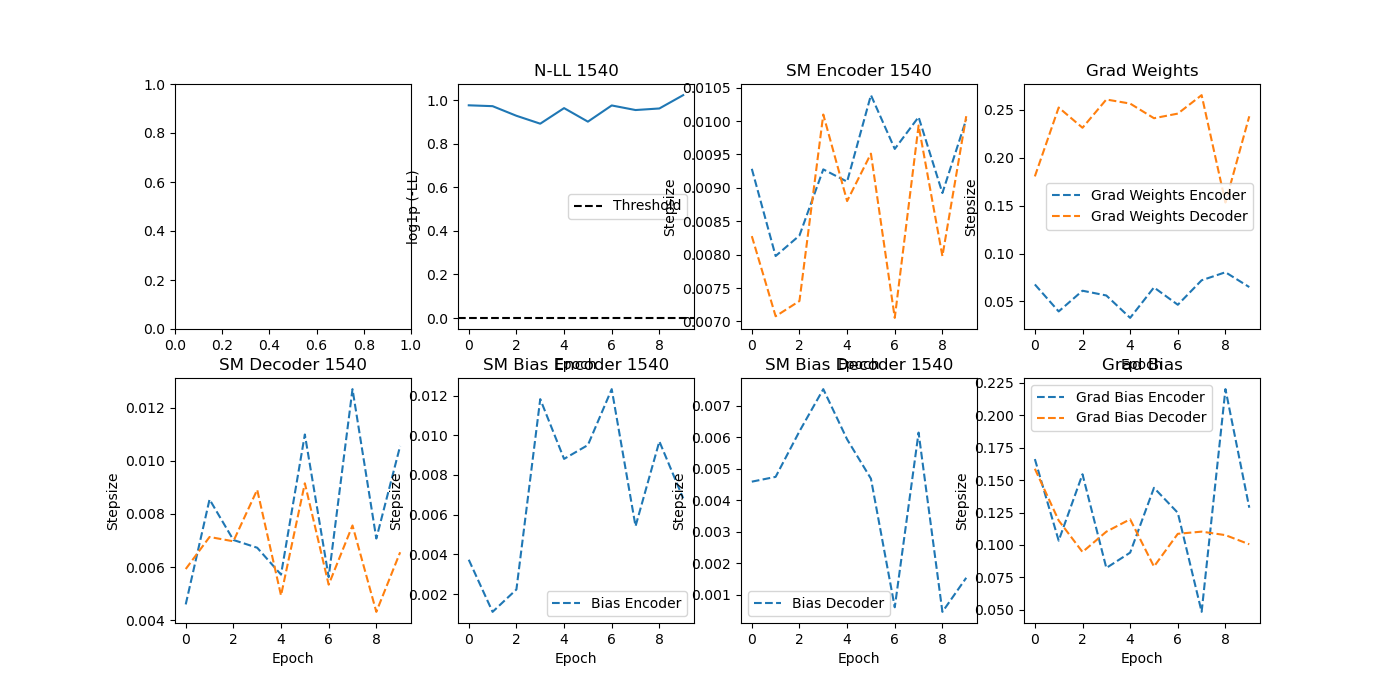 N-LL 1540
SM Encoder 1540
Grad Weights
1.0
0.8
0.6
0.4
0.2
0.0
0.0 0.2 0.4 0.6 0.8 1.0
log1p (-LL)
1.0
0.8
0.6
0.4
0.2
0.0
Threshold
0 2 4 6 8
Epoch
Stepsize
0.0105
0.0100
0.0095
0.0090
0.0085
0.0080
0.0075
0.0070
0 2 4 6 8
Epoch
Stepsize
0.25
0.20
0.15
0.10
0.05
Grad Weights Encoder
Grad Weights Decoder
0 2 4 6 8
Epoch
SM Decoder 1540
SM Bias Encoder 1540
SM Bias Decoder 1540
Grad Bias
Stepsize
0.012
0.010
0.008
0.006
0.004
0 2 4 6 8
Epoch
Stepsize
0.012
0.010
0.008
0.006
0.004
0.002
Bias Encoder
0 2 4 6 8
Epoch
Stepsize
0.007
0.006
0.005
0.004
0.003
0.002
0.001
Bias Decoder
0 2 4 6 8
Epoch
Stepsize
0.225
0.200
0.175
0.150
0.125
0.100
0.075
0.050
Grad Bias Encoder
Grad Bias Decoder
0 2 4 6 8
Epoch